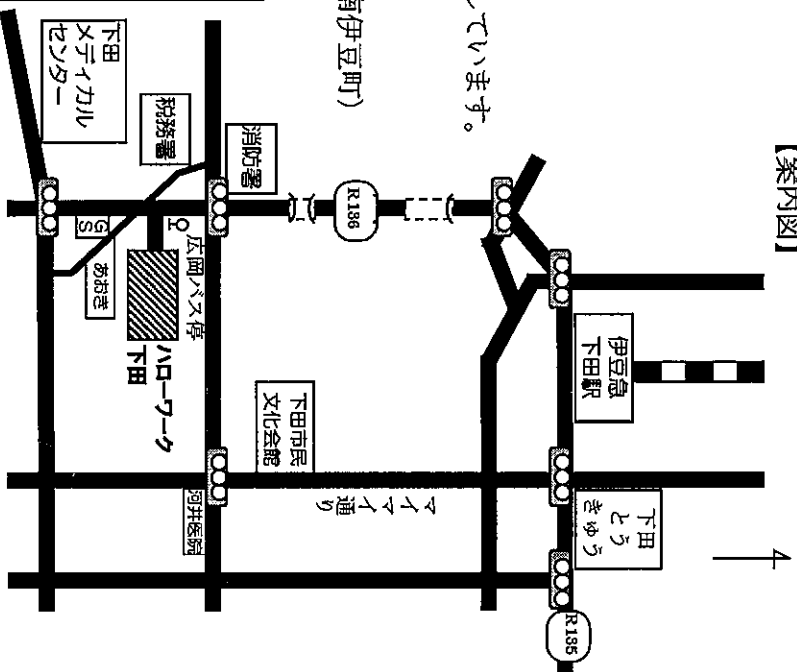 しています。
南伊豆町)
【案内図】
伊豆急
下田駅
下田
とう
きゅう
R135
R136
マイマイ通り
下田市民
文化会館
消防署
河井医院
税務署
広岡バス停
ハローワーク
下田
GS
あおき
下田
メディカル
センター